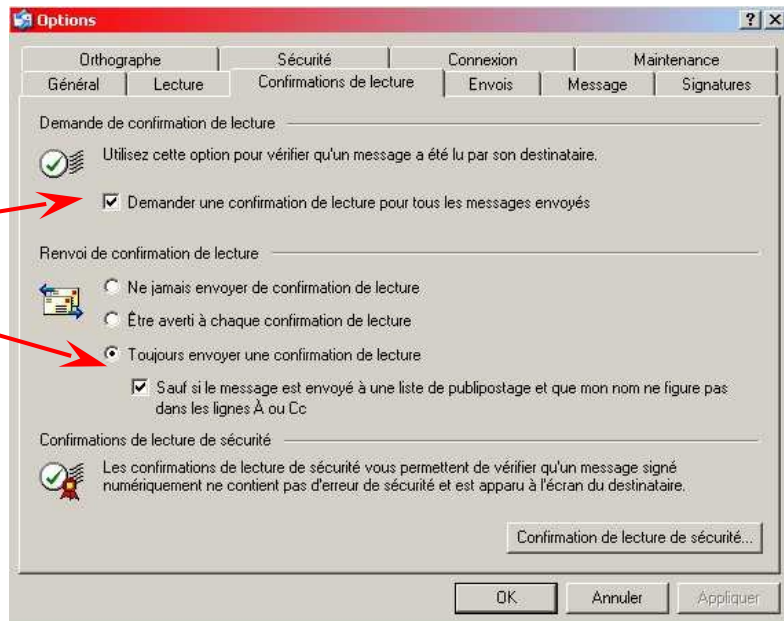 Options
Orthographe Sécurité Connexion Maintenance
Général Lecture Confirmations de lecture Envois Message Signatures
Demande de confirmation de lecture
Utilisez cette option pour vérifier qu'un message a été lu par son destinataire.
Demander une confirmation de lecture pour tous les messages envoyés
Renvoi de confirmation de lecture
Ne jamais envoyer de confirmation de lecture
Être averti à chaque confirmation de lecture
Toujours envoyer une confirmation de lecture
Sauf si le message est envoyé à une liste de publipostage et que mon nom ne figure pas
dans les lignes À ou Cc
Confirmations de lecture de sécurité
Les confirmations de lecture de sécurité vous permettent de vérifier qu'un message signé
numériquement ne contient pas d'erreur de sécurité et est apparu à l'écran du destinataire.
Confirmation de lecture de sécurité...
OK Annuler Appliquer